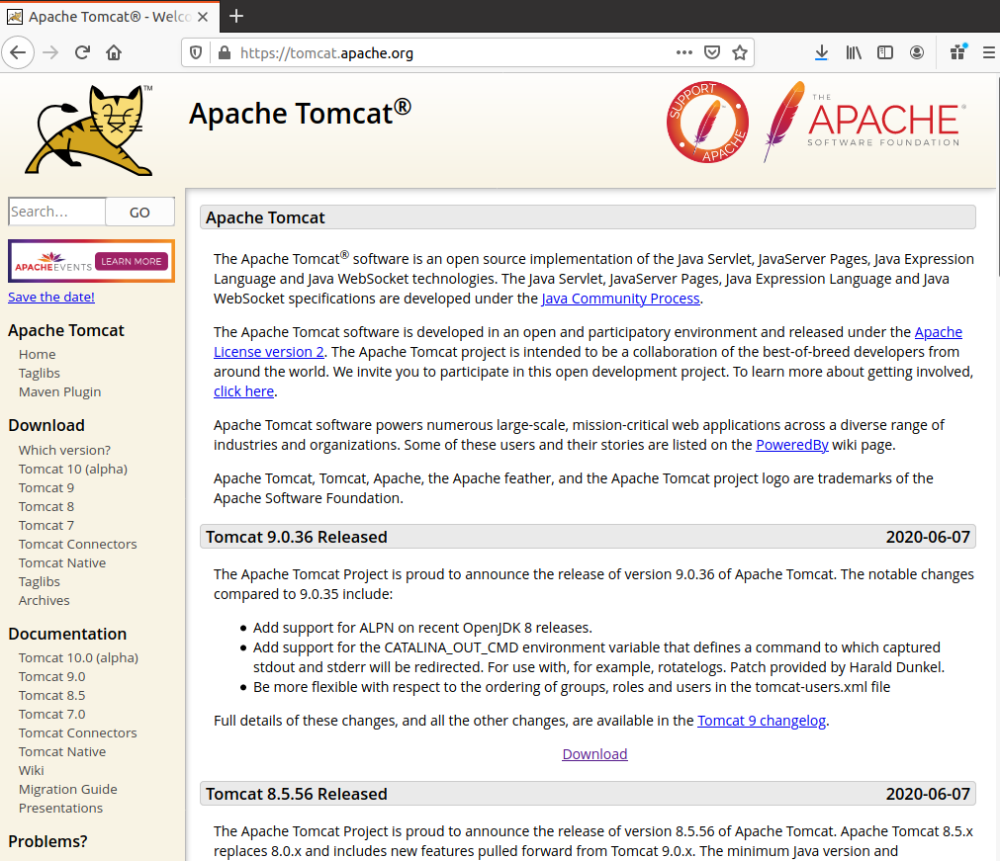 Apache Tomcat® - Welco
https://tomcat.apache.org
TM
Apache Tomcat®
SUPPORT APACHE
THE
APACHE®
SOFTWARE FOUNDATION
Search...
GO
APACHEEVENTS LEARN MORE
Save the date!
Apache Tomcat
Home
Taglibs
Maven Plugin
Download
Which version?
Tomcat 10 (alpha)
Tomcat 9
Tomcat 8
Tomcat 7
Tomcat Connectors
Tomcat Native
Taglibs
Archives
Documentation
Tomcat 10.0 (alpha)
Tomcat 9.0
Tomcat 8.5
Tomcat 7.0
Tomcat Connectors
Tomcat Native
Wiki
Migration Guide
Presentations
Problems?
Apache Tomcat
The Apache Tomcat® software is an open source implementation of the Java Servlet, JavaServer Pages, Java Expression
Language and Java WebSocket technologies. The Java Servlet, JavaServer Pages, Java Expression Language and Java
WebSocket specifications are developed under the Java Community Process.
The Apache Tomcat software is developed in an open and participatory environment and released under the Apache
License version 2. The Apache Tomcat project is intended to be a collaboration of the best-of-breed developers from
around the world. We invite you to participate in this open development project. To learn more about getting involved,
click here.
Apache Tomcat software powers numerous large-scale, mission-critical web applications across a diverse range of
industries and organizations. Some of these users and their stories are listed on the PoweredBy wiki page.
Apache Tomcat, Tomcat, Apache, the Apache feather, and the Apache Tomcat project logo are trademarks of the
Apache Software Foundation.
Tomcat 9.0.36 Released 2020-06-07
The Apache Tomcat Project is proud to announce the release of version 9.0.36 of Apache Tomcat. The notable changes
compared to 9.0.35 include:
• Add support for ALPN on recent OpenJDK 8 releases.
• Add support for the CATALINA_OUT_CMD environment variable that defines a command to which captured
stdout and stderr will be redirected. For use with, for example, rotatelogs. Patch provided by Harald Dunkel.
• Be more flexible with respect to the ordering of groups, roles and users in the tomcat-users.xml file
Full details of these changes, and all the other changes, are available in the Tomcat 9 changelog.
Download
Tomcat 8.5.56 Released 2020-06-07
The Apache Tomcat Project is proud to announce the release of version 8.5.56 of Apache Tomcat. Apache Tomcat 8.5.x
replaces 8.0.x and includes new features pulled forward from Tomcat 9.0.x. The minimum Java version and